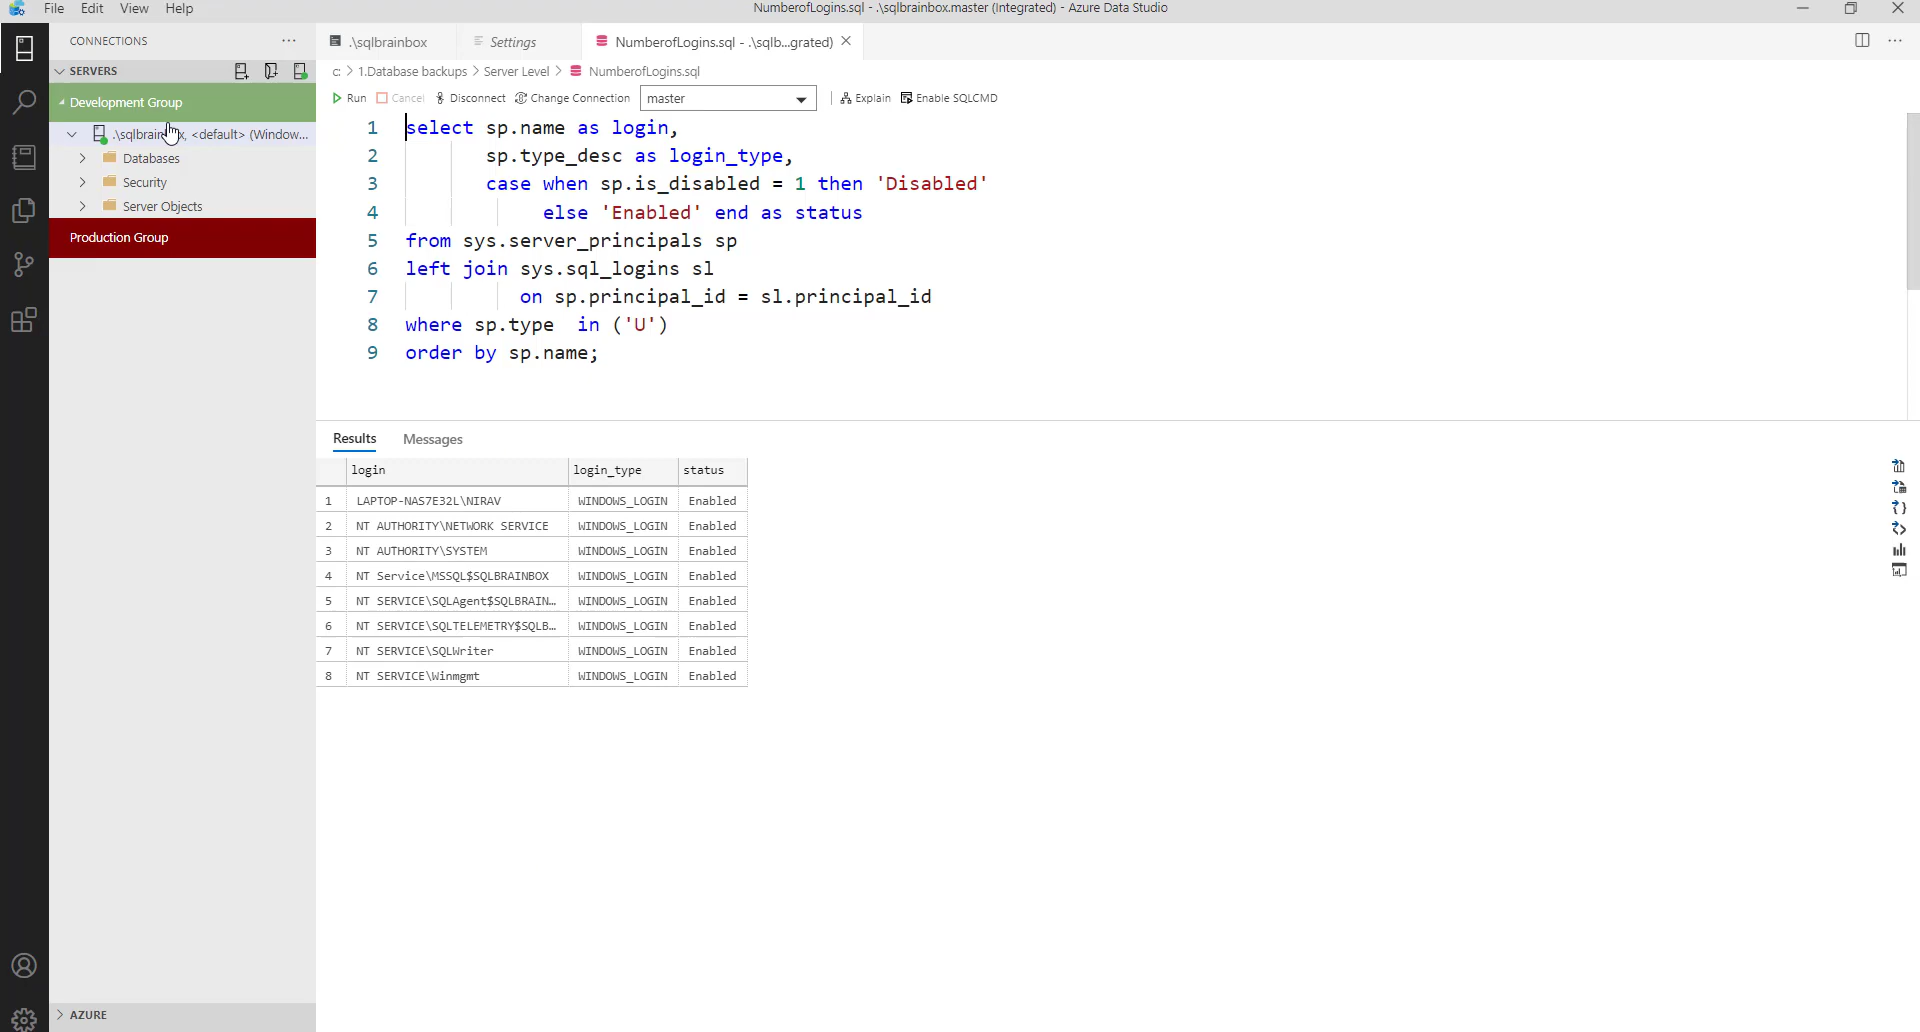 File Edit View Help
NumberofLogins.sql - .\sqlbrainbox.master (Integrated) - Azure Data Studio
CONNECTIONS
.\sqlbrainbox
Settings
NumberofLogins.sql - .\sqlb...grated)
SERVERS
c: > 1.Database backups > Server Level > NumberofLogins.sql
Development Group
Run Cancel Disconnect Change Connection master Explain Enable SQLCMD
<default> (Window...
Databases
Security
Server Objects
Production Group
1 select sp.name as login,
2 sp.type_desc as login_type,
3 case when sp.is_disabled = 1 then 'Disabled'
4 else 'Enabled' end as status
5 from sys.server_principals sp
6 left join sys.sql_logins sl
7 on sp.principal_id = sl.principal_id
8 where sp.type in ('U')
9 order by sp.name;
Results Messages
login login_type status
1 LAPTOP-NAS7E32L\NIRAV WINDOWS_LOGIN Enabled
2 NT AUTHORITY\NETWORK SERVICE WINDOWS_LOGIN Enabled
3 NT AUTHORITY\SYSTEM WINDOWS_LOGIN Enabled
4 NT Service\MSSQL$SQLBRAINBOX WINDOWS_LOGIN Enabled
5 NT SERVICE\SQLAgent$SQLBRAIN... WINDOWS_LOGIN Enabled
6 NT SERVICE\SQLTELEMETRY$SQLB... WINDOWS_LOGIN Enabled
7 NT SERVICE\SQLWriter WINDOWS_LOGIN Enabled
8 NT SERVICE\Winmgmt WINDOWS_LOGIN Enabled
AZURE